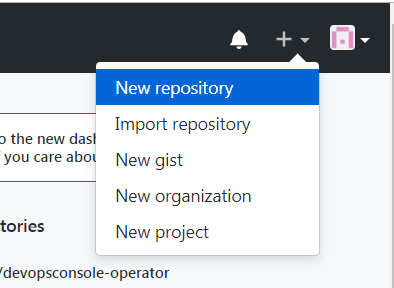 New repository
Import repository
New gist
New organization
New project
o the new dash
you care abou
tories
/devopsconsole-operator